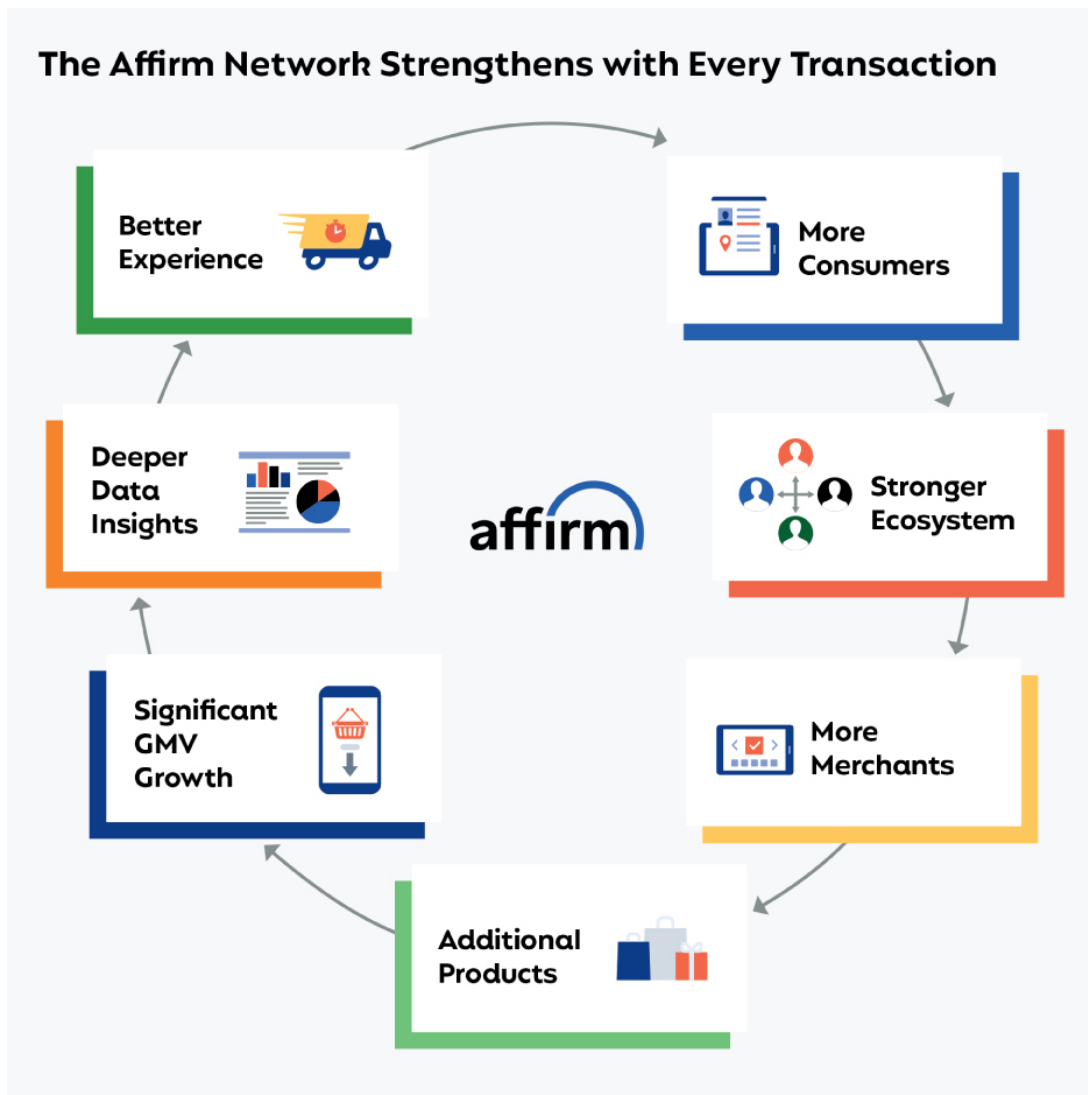 The Affirm Network Strengthens with Every Transaction
Better
Experience
More
Consumers
Deeper
Data
Insights
affirm
Stronger
Ecosystem
Significant
GMV
Growth
More
Merchants
Additional
Products